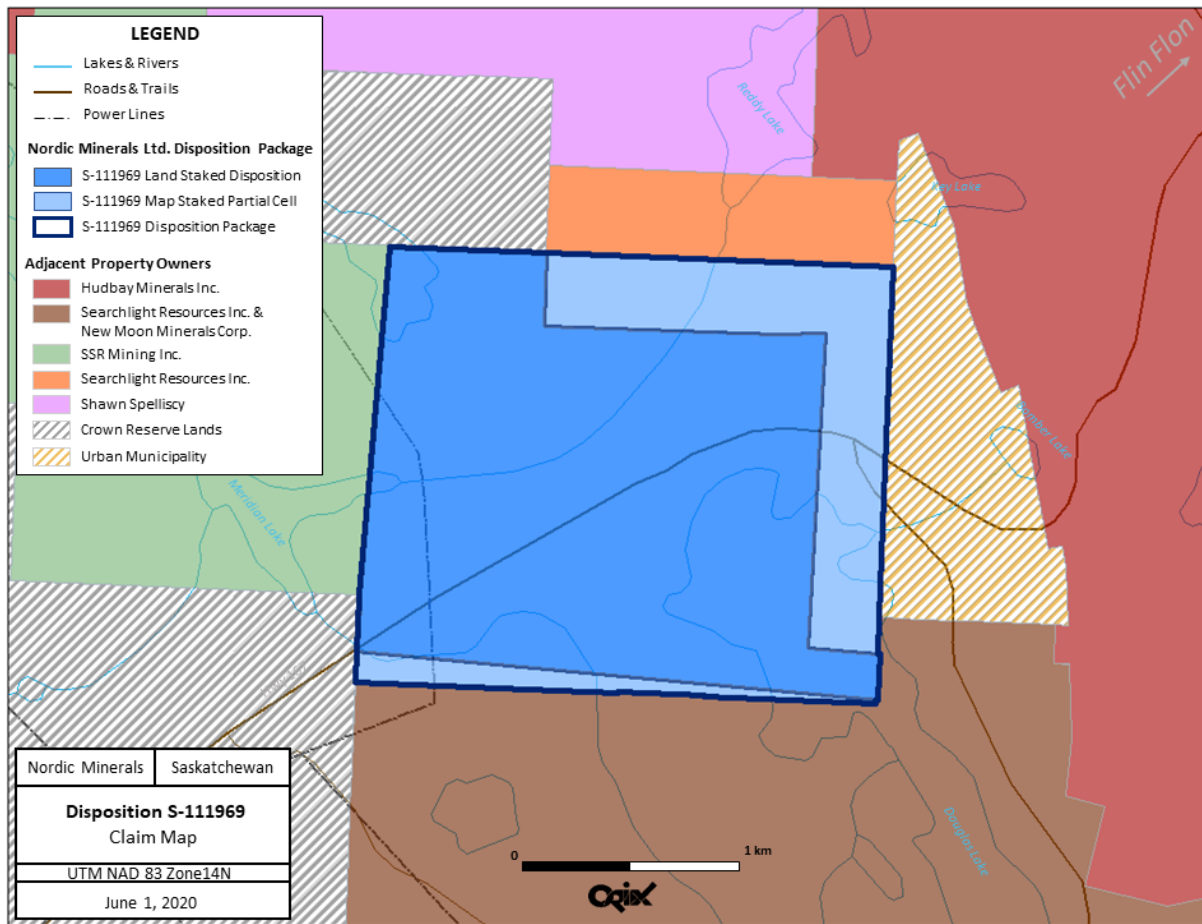 LEGEND
Lakes & Rivers
Roads & Trails
Power Lines
Nordic Minerals Ltd. Disposition Package
S-111969 Land Staked Disposition
S-111969 Map Staked Partial Cell
S-111969 Disposition Package
Adjacent Property Owners
Hudbay Minerals Inc.
Searchlight Resources Inc. &
New Moon Minerals Corp.
SSR Mining Inc.
Searchlight Resources Inc.
Shawn Spelliscy
Crown Reserve Lands
Urban Municipality
Flin Flon
Reddy Lake
Key Lake
Bomber Lake
Meridian Lake
Douglas Lake
0
1 km
Nordic Minerals
Saskatchewan
Disposition S-111969
Claim Map
UTM NAD 83 Zone14N
June 1, 2020